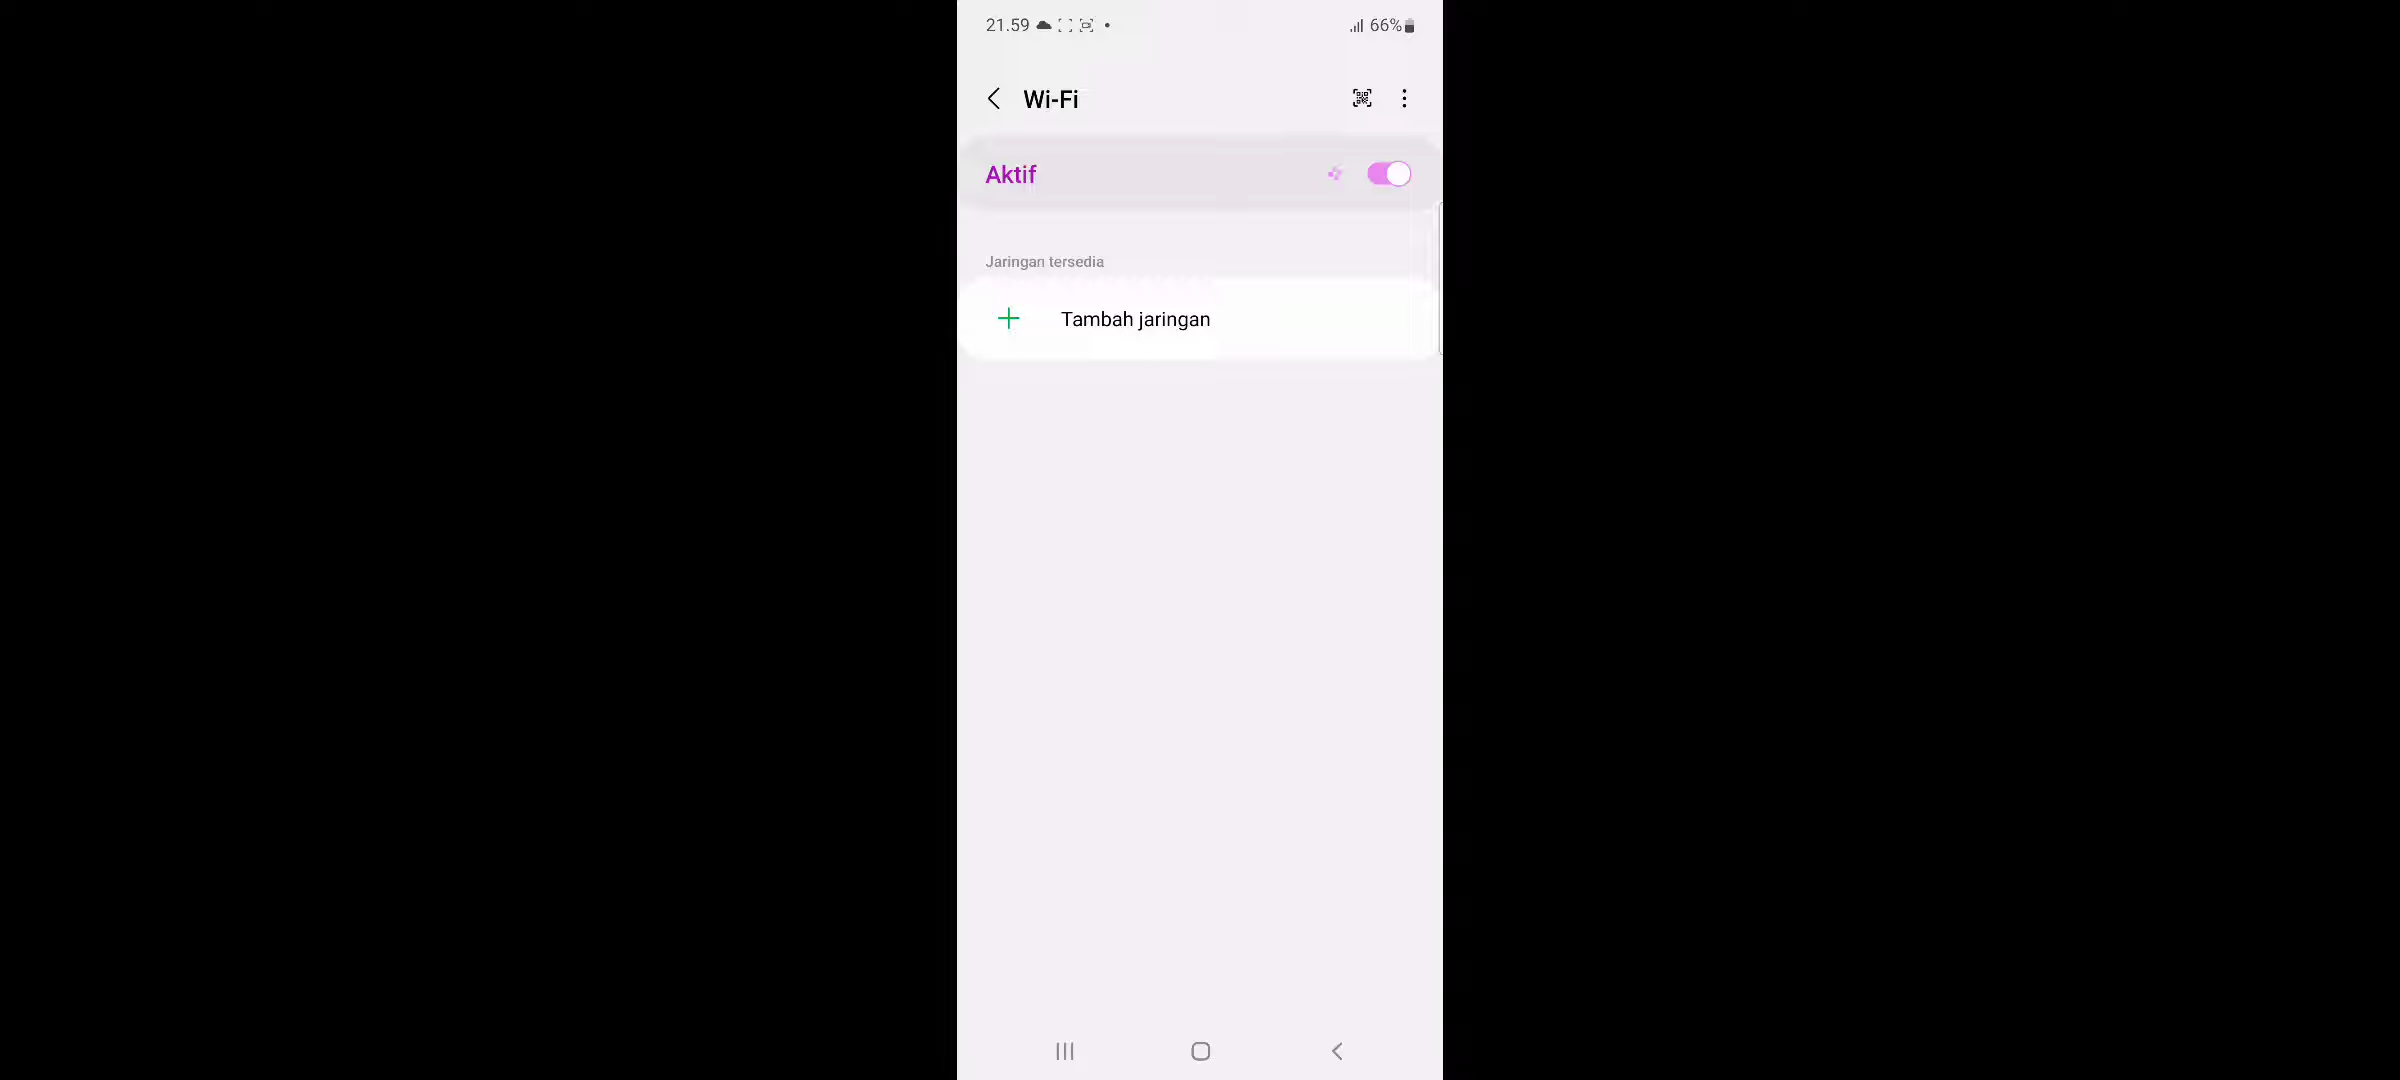 21.59
66%
Wi-Fi
Aktif
Jaringan tersedia
Tambah jaringan